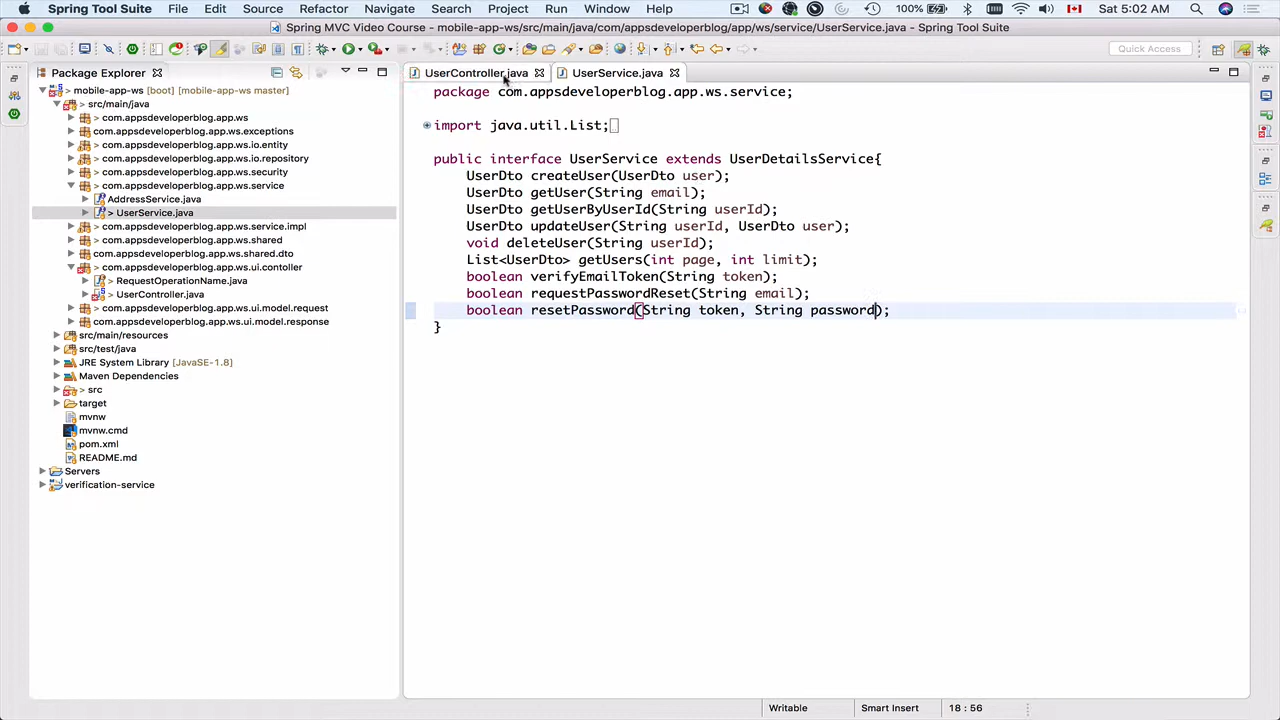 Spring Tool Suite File Edit Source Refactor Navigate Search Project Run Window Help 100% Sat 5:02 AM
Spring MVC Video Course - mobile-app-ws/src/main/java/com/appsdeveloperblog/app/ws/service/UserService.java - Spring Tool Suite
Quick Access
Package Explorer
UserController.java
UserService.java
mobile-app-ws [boot] [mobile-app-ws master]
src/main/java
> com.appsdeveloperblog.app.ws
com.appsdeveloperblog.app.ws.exceptions
> com.appsdeveloperblog.app.ws.io.entity
> com.appsdeveloperblog.app.ws.io.repository
> com.appsdeveloperblog.app.ws.security
> com.appsdeveloperblog.app.ws.service
AddressService.java
> UserService.java
> com.appsdeveloperblog.app.ws.service.impl
> com.appsdeveloperblog.app.ws.shared
com.appsdeveloperblog.app.ws.shared.dto
> com.appsdeveloperblog.app.ws.ui.contoller
RequestOperationName.java
> UserController.java
> com.appsdeveloperblog.app.ws.ui.model.request
com.appsdeveloperblog.app.ws.ui.model.response
src/main/resources
src/test/java
JRE System Library [JavaSE-1.8]
Maven Dependencies
> src
target
mvnw
mvnw.cmd
pom.xml
README.md
Servers
verification-service
package com.appsdeveloperblog.app.ws.service;
import java.util.List;
public interface UserService extends UserDetailsService{
UserDto createUser(UserDto user);
UserDto getUser(String email);
UserDto getUserByUserId(String userId);
UserDto updateUser(String userId, UserDto user);
void deleteUser(String userId);
List<UserDto> getUsers(int page, int limit);
boolean verifyEmailToken(String token);
boolean requestPasswordReset(String email);
boolean resetPassword(String token, String password);
}
Writable Smart Insert 18 : 56